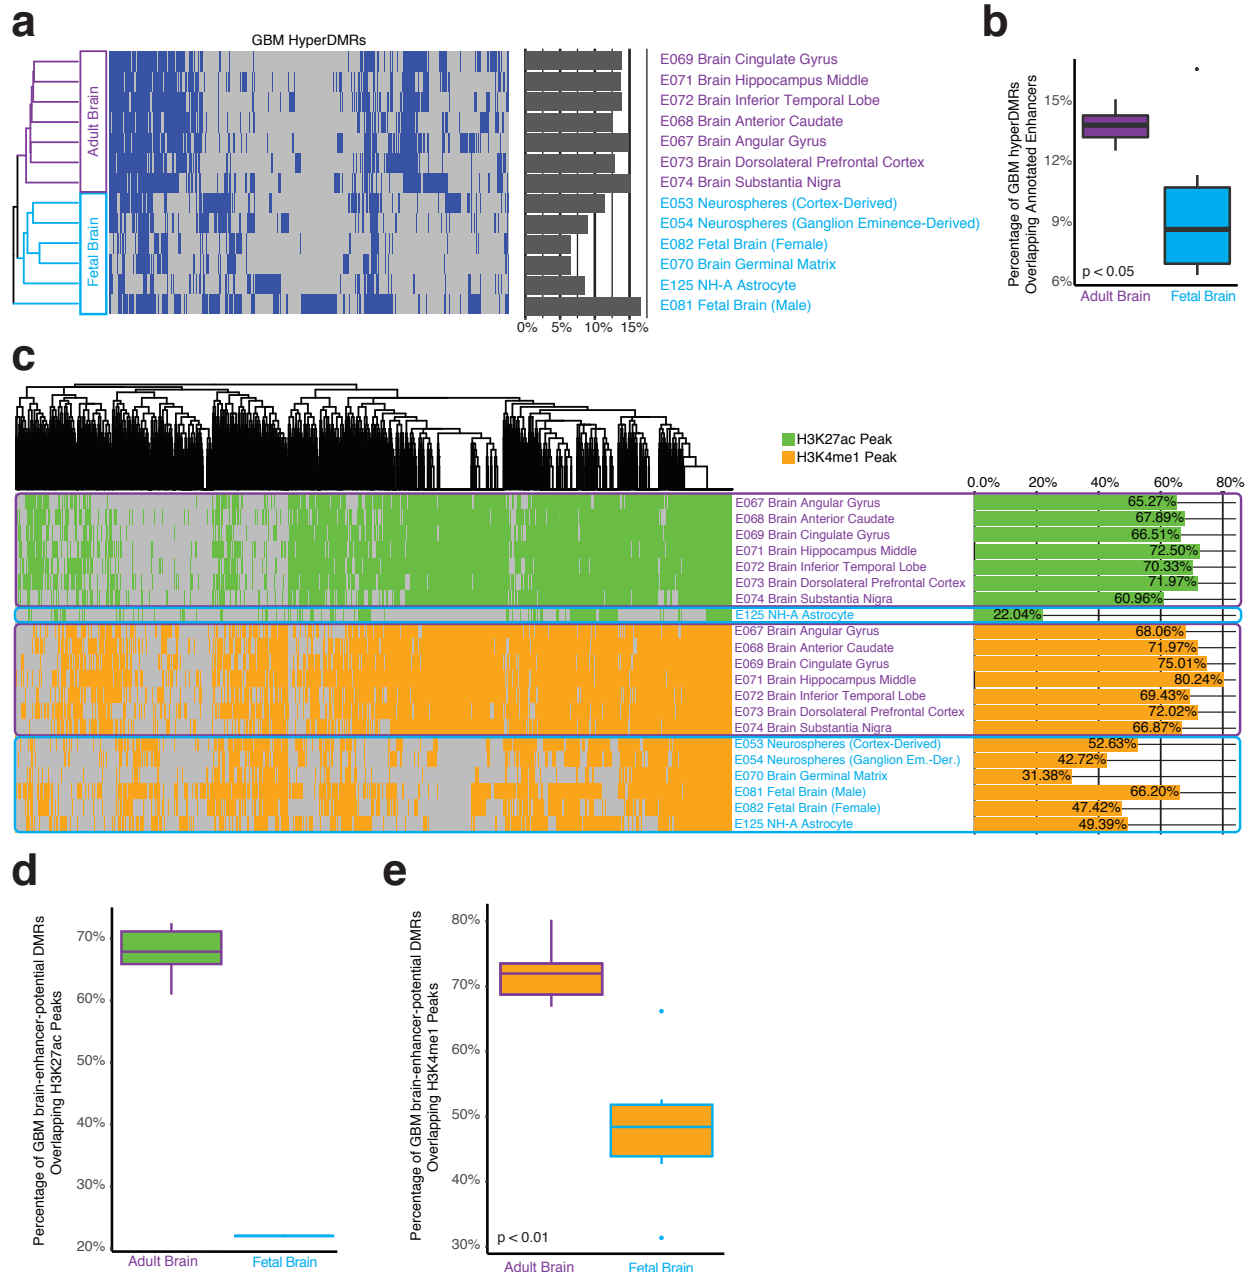 a
GBM HyperDMRs
Adult Brain
Fetal Brain
E069 Brain Cingulate Gyrus
E071 Brain Hippocampus Middle
E072 Brain Inferior Temporal Lobe
E068 Brain Anterior Caudate
E067 Brain Angular Gyrus
E073 Brain Dorsolateral Prefrontal Cortex
E074 Brain Substantia Nigra
E053 Neurospheres (Cortex-Derived)
E054 Neurospheres (Ganglion Eminence-Derived)
E082 Fetal Brain (Female)
E070 Brain Germinal Matrix
E125 NH-A Astrocyte
E081 Fetal Brain (Male)
0% 5% 10% 15%
b
Percentage of GBM hyperDMRs
Overlapping Annotated Enhancers
15%
12%
9%
6%
p < 0.05
Adult Brain Fetal Brain
c
H3K27ac Peak
H3K4me1 Peak
0.0% 20% 40% 60% 80%
E067 Brain Angular Gyrus 65.27%
E068 Brain Anterior Caudate 67.89%
E069 Brain Cingulate Gyrus 66.51%
E071 Brain Hippocampus Middle 72.50%
E072 Brain Inferior Temporal Lobe 70.33%
E073 Brain Dorsolateral Prefrontal Cortex 71.97%
E074 Brain Substantia Nigra 60.96%
E125 NH-A Astrocyte 22.04%
E067 Brain Angular Gyrus 68.06%
E068 Brain Anterior Caudate 71.97%
E069 Brain Cingulate Gyrus 75.01%
E071 Brain Hippocampus Middle 80.24%
E072 Brain Inferior Temporal Lobe 69.43%
E073 Brain Dorsolateral Prefrontal Cortex 72.02%
E074 Brain Substantia Nigra 66.87%
E053 Neurospheres (Cortex-Derived) 52.63%
E054 Neurospheres (Ganglion Em.-Der.) 42.72%
E070 Brain Germinal Matrix 31.38%
E081 Fetal Brain (Male) 66.20%
E082 Fetal Brain (Female) 47.42%
E125 NH-A Astrocyte 49.39%
d
Percentage of GBM brain-enhancer-potential DMRs
Overlapping H3K27ac Peaks
70%
60%
50%
40%
30%
20%
Adult Brain Fetal Brain
e
Percentage of GBM brain-enhancer-potential DMRs
Overlapping H3K4me1 Peaks
80%
70%
60%
50%
40%
30%
p < 0.01
Adult Brain Fetal Brain